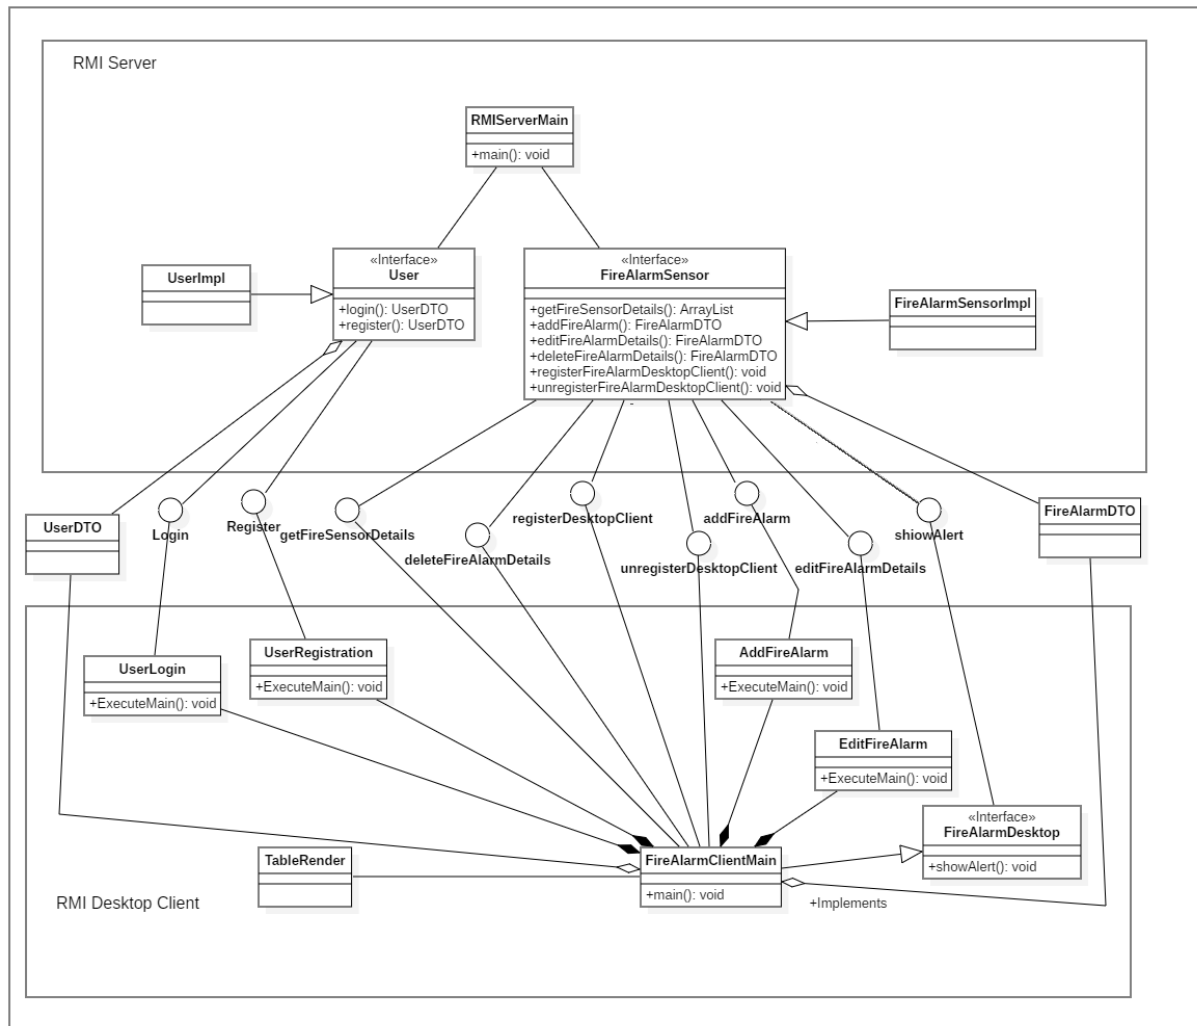 RMI Server
RMIServerMain
+main(): void
«Interface»
User
+login(): UserDTO
+register(): UserDTO
UserImpl
«Interface»
FireAlarmSensor
+getFireSensorDetails(): ArrayList
+addFireAlarm(): FireAlarmDTO
+editFireAlarmDetails(): FireAlarmDTO
+deleteFireAlarmDetails(): FireAlarmDTO
+registerFireAlarmDesktopClient(): void
+unregisterFireAlarmDesktopClient(): void
FireAlarmSensorImpl
UserDTO
Login
Register
getFireSensorDetails
deleteFireAlarmDetails
registerDesktopClient
unregisterDesktopClient
addFireAlarm
editFireAlarmDetails
shiowAlert
FireAlarmDTO
UserLogin
+ExecuteMain(): void
UserRegistration
+ExecuteMain(): void
AddFireAlarm
+ExecuteMain(): void
EditFireAlarm
+ExecuteMain(): void
«Interface»
FireAlarmDesktop
+showAlert(): void
TableRender
FireAlarmClientMain
+main(): void
+Implements
RMI Desktop Client